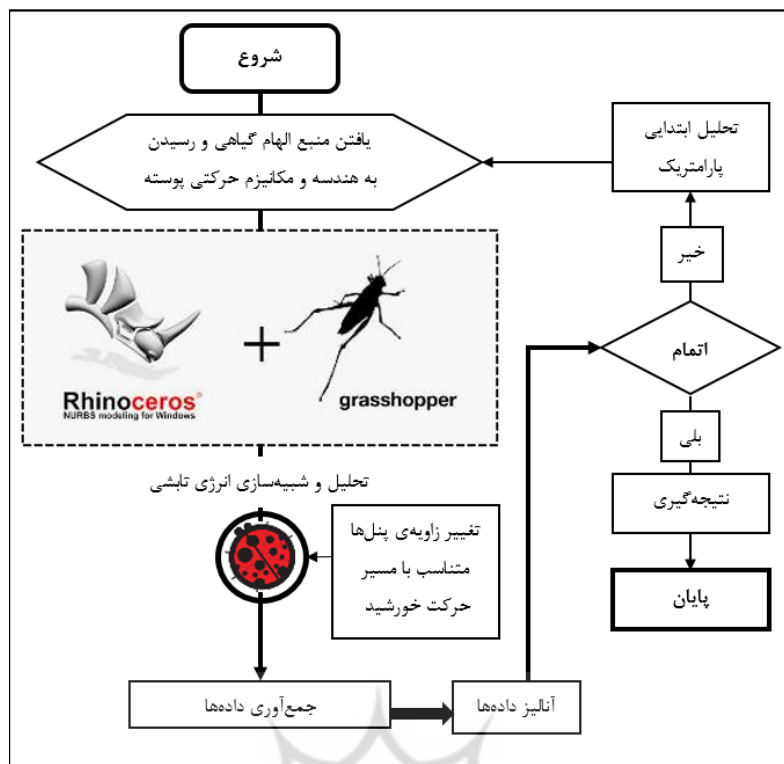 شروع
یافتن منبع الهام گیاهی و رسیدن
به هندسه و مکانیزم حرکتی پوسته
Rhinoceros®
NURBS modeling for Windows
+
grasshopper
تحلیل و شبیه‌سازی انرژی تابشی
تغییر زاویه‌ی پنل‌ها
متناسب با مسیر
حرکت خورشید
جمع‌آوری داده‌ها
آنالیز داده‌ها
تحلیل ابتدایی
پارامتریک
خیر
اتمام
بلی
نتیجه‌گیری
پایان